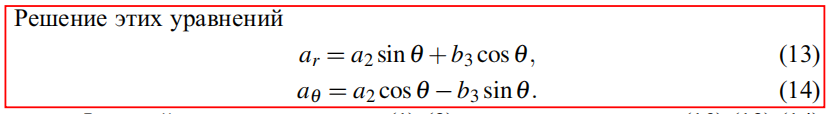 Решение этих уравнений
a_r = a_2 sin θ + b_3 cos θ, (13)
a_θ = a_2 cos θ − b_3 sin θ. (14)